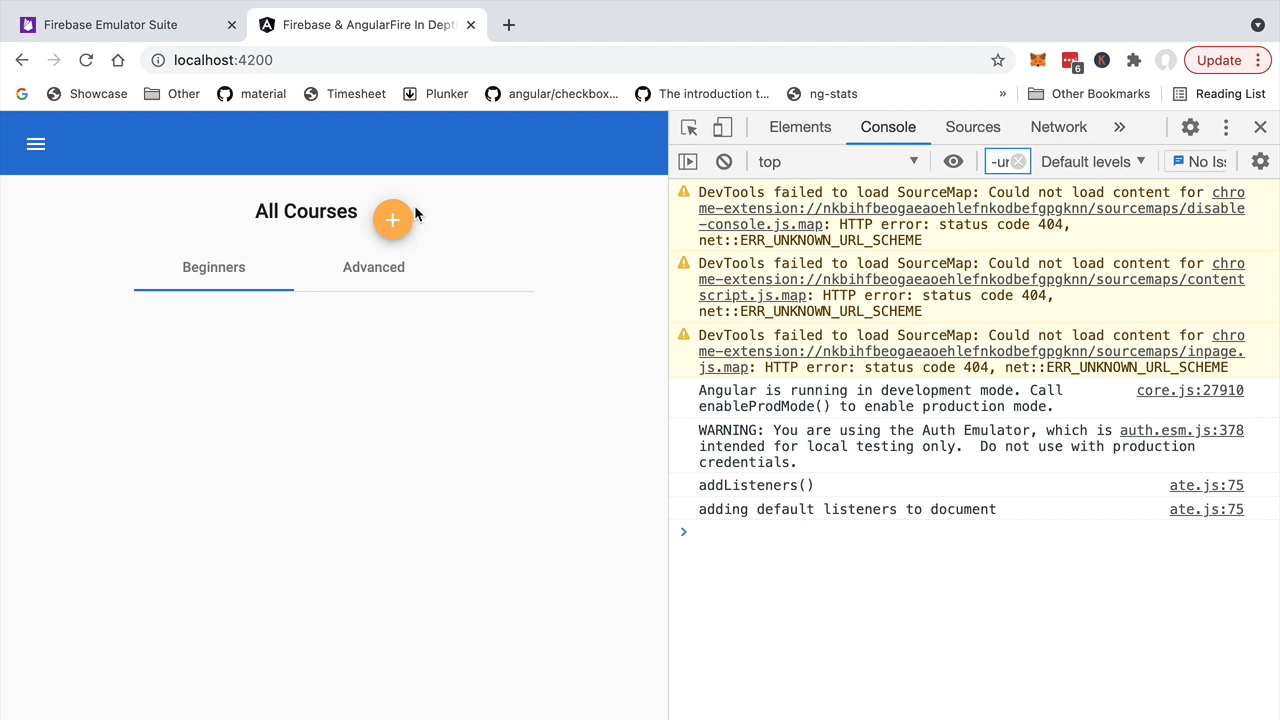 Firebase Emulator Suite
Firebase & AngularFire In Dept
localhost:4200
6
K
Update
G
Showcase
Other
material
Timesheet
Plunker
angular/checkbox...
The introduction t...
ng-stats
»
Other Bookmarks
Reading List
Elements
Console
Sources
Network
»
top
-ur
Default levels
No Iss
All Courses
+
Beginners
Advanced
DevTools failed to load SourceMap: Could not load content for chro
me-extension://nkbihfbeogaeaoehlefnkodbefgpgknn/sourcemaps/disable
-console.js.map: HTTP error: status code 404,
net::ERR_UNKNOWN_URL_SCHEME
DevTools failed to load SourceMap: Could not load content for chro
me-extension://nkbihfbeogaeaoehlefnkodbefgpgknn/sourcemaps/content
script.js.map: HTTP error: status code 404,
net::ERR_UNKNOWN_URL_SCHEME
DevTools failed to load SourceMap: Could not load content for chro
me-extension://nkbihfbeogaeaoehlefnkodbefgpgknn/sourcemaps/inpage.
js.map: HTTP error: status code 404, net::ERR_UNKNOWN_URL_SCHEME
Angular is running in development mode. Call core.js:27910
enableProdMode() to enable production mode.
WARNING: You are using the Auth Emulator, which is auth.esm.js:378
intended for local testing only. Do not use with production
credentials.
addListeners() ate.js:75
adding default listeners to document ate.js:75